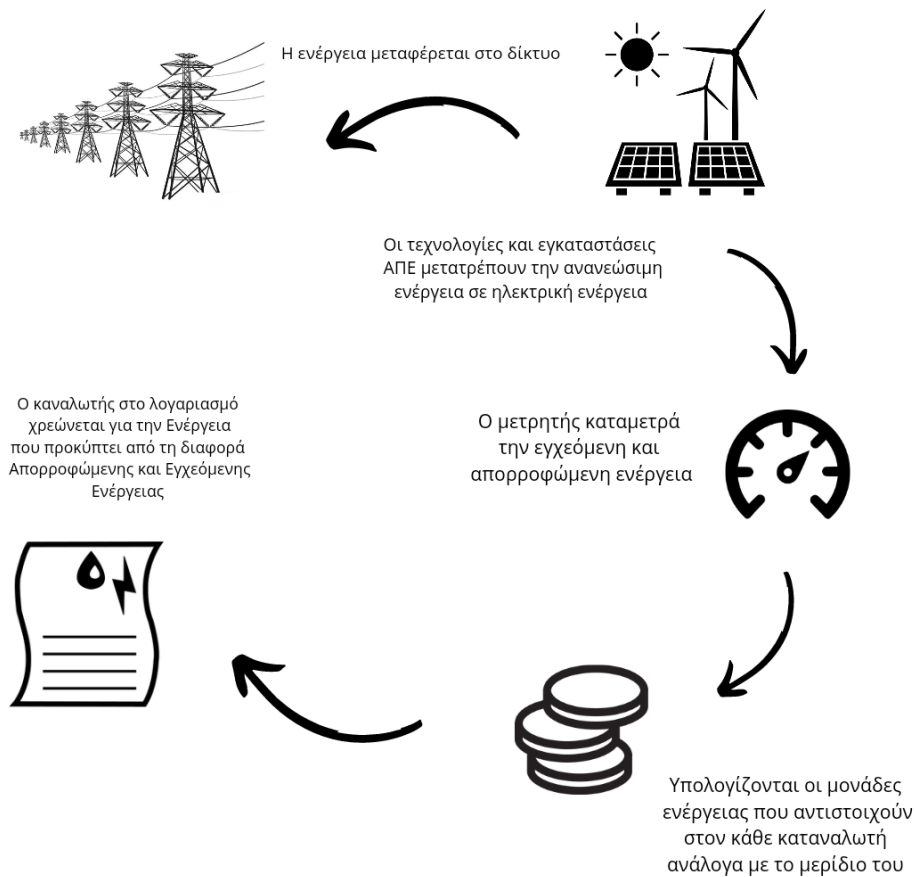 Η ενέργεια μεταφέρεται στο δίκτυο
Οι τεχνολογίες και εγκαταστάσεις
ΑΠΕ μετατρέπουν την ανανεώσιμη
ενέργεια σε ηλεκτρική ενέργεια
Ο μετρητής καταμετρά
την εγχεόμενη και
απορροφώμενη ενέργεια
Υπολογίζονται οι μονάδες
ενέργειας που αντιστοιχούν
στον κάθε καταναλωτή
ανάλογα με το μερίδιο του
Ο καναλωτής στο λογαριασμό
χρεώνεται για την Ενέργεια
που προκύπτει από τη διαφορά
Απορροφώμενης και Εγχεόμενης
Ενέργειας